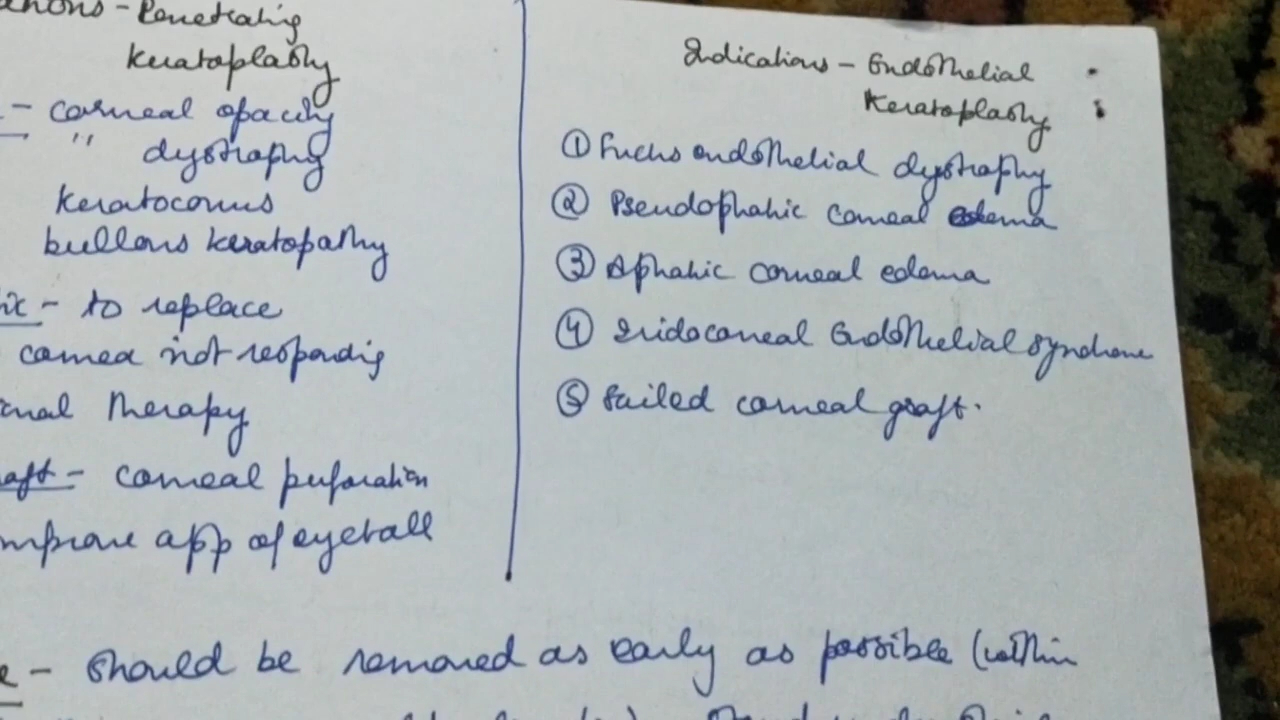 - Penetrating
Keratoplasty
- corneal opacity
" dystrophy
Keratoconus
bullous keratopathy
- to replace
cornea not responding
Therapy
- corneal perforation
app of eyeball
Indications - Endothelial
Keratoplasty
① Fuchs endothelial dystrophy
② Pseudophakic corneal edema
③ Aphakic corneal edema
④ Iridocorneal Endothelial syndrome
⑤ Failed corneal graft.
- should be removed as early as possible (within